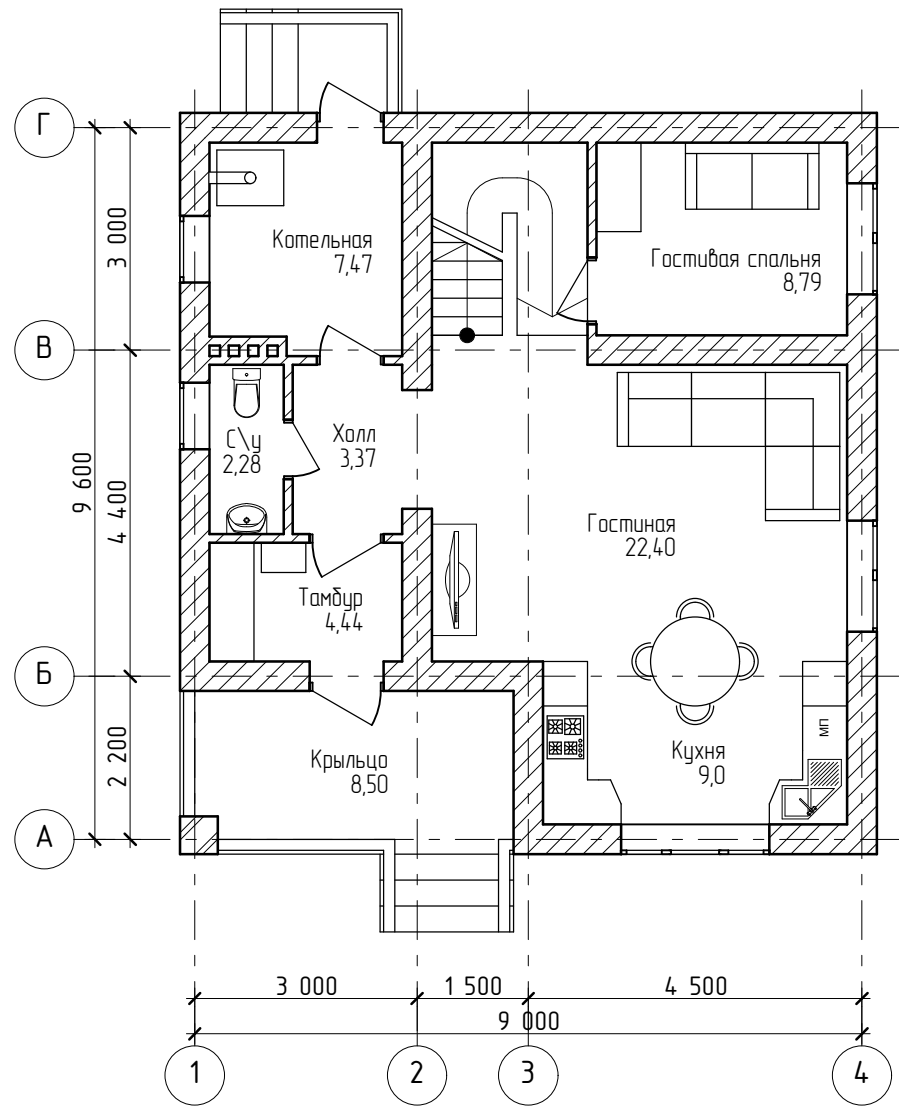 Г
Котельная
7,47
Гостивая спальня
8,79
3 000
В
С\у
2,28
Холл
3,37
9 600
4 400
Гостиная
22,40
Тамбур
4,44
Б
Крыльцо
8,50
Кухня
9,0
МП
2 200
А
3 000
1 500
4 500
9 000
1
2
3
4